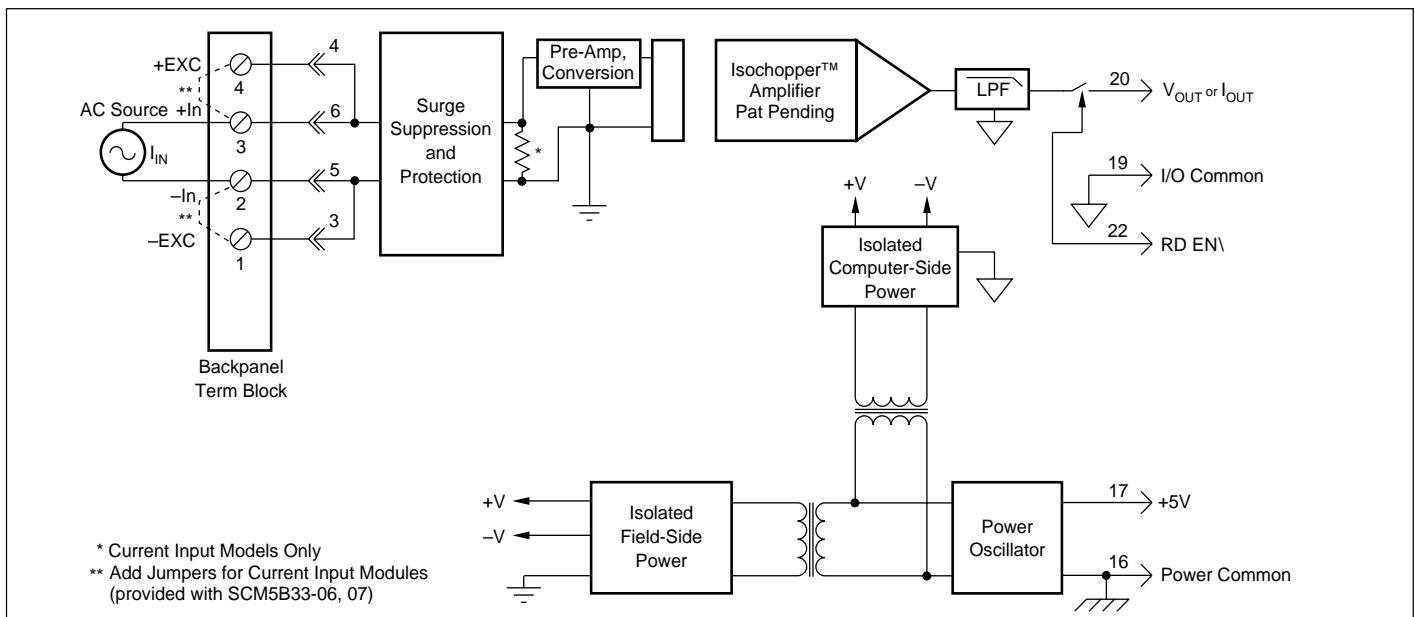 +EXC
**
4
4
AC Source +In
6
3
I_IN
5
–In
2
**
3
–EXC
1
Backpanel
Term Block
Surge
Suppression
and
Protection
Pre-Amp,
Conversion
*
Isochopper™
Amplifier
Pat Pending
LPF
20
V_OUT or I_OUT
19
I/O Common
22
RD EN\
+V
–V
Isolated
Computer-Side
Power
+V
–V
Isolated
Field-Side
Power
Power
Oscillator
17
+5V
16
Power Common
* Current Input Models Only
** Add Jumpers for Current Input Modules
(provided with SCM5B33-06, 07)